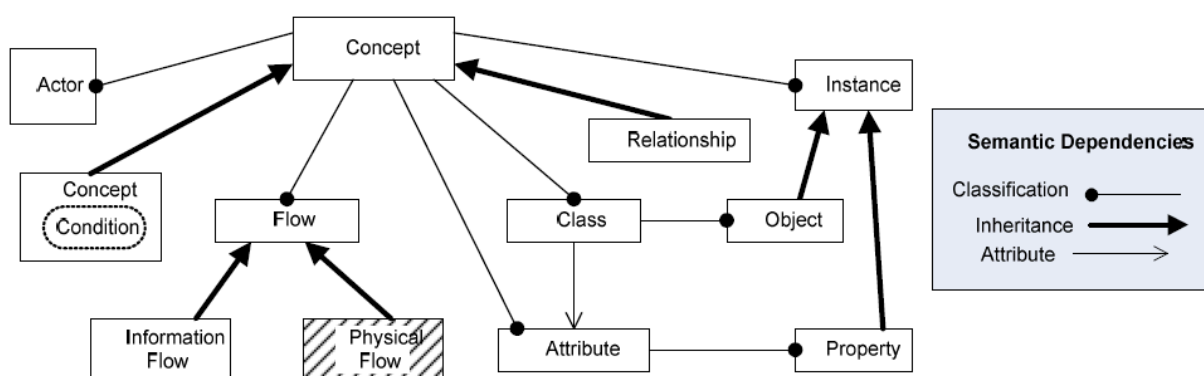 Concept
Actor
Instance
Relationship
Semantic Dependencies:
Classification
Inheritance
Attribute
Concept
Condition
Flow
Class
Object
Information
Flow
Physical
Flow
Attribute
Property